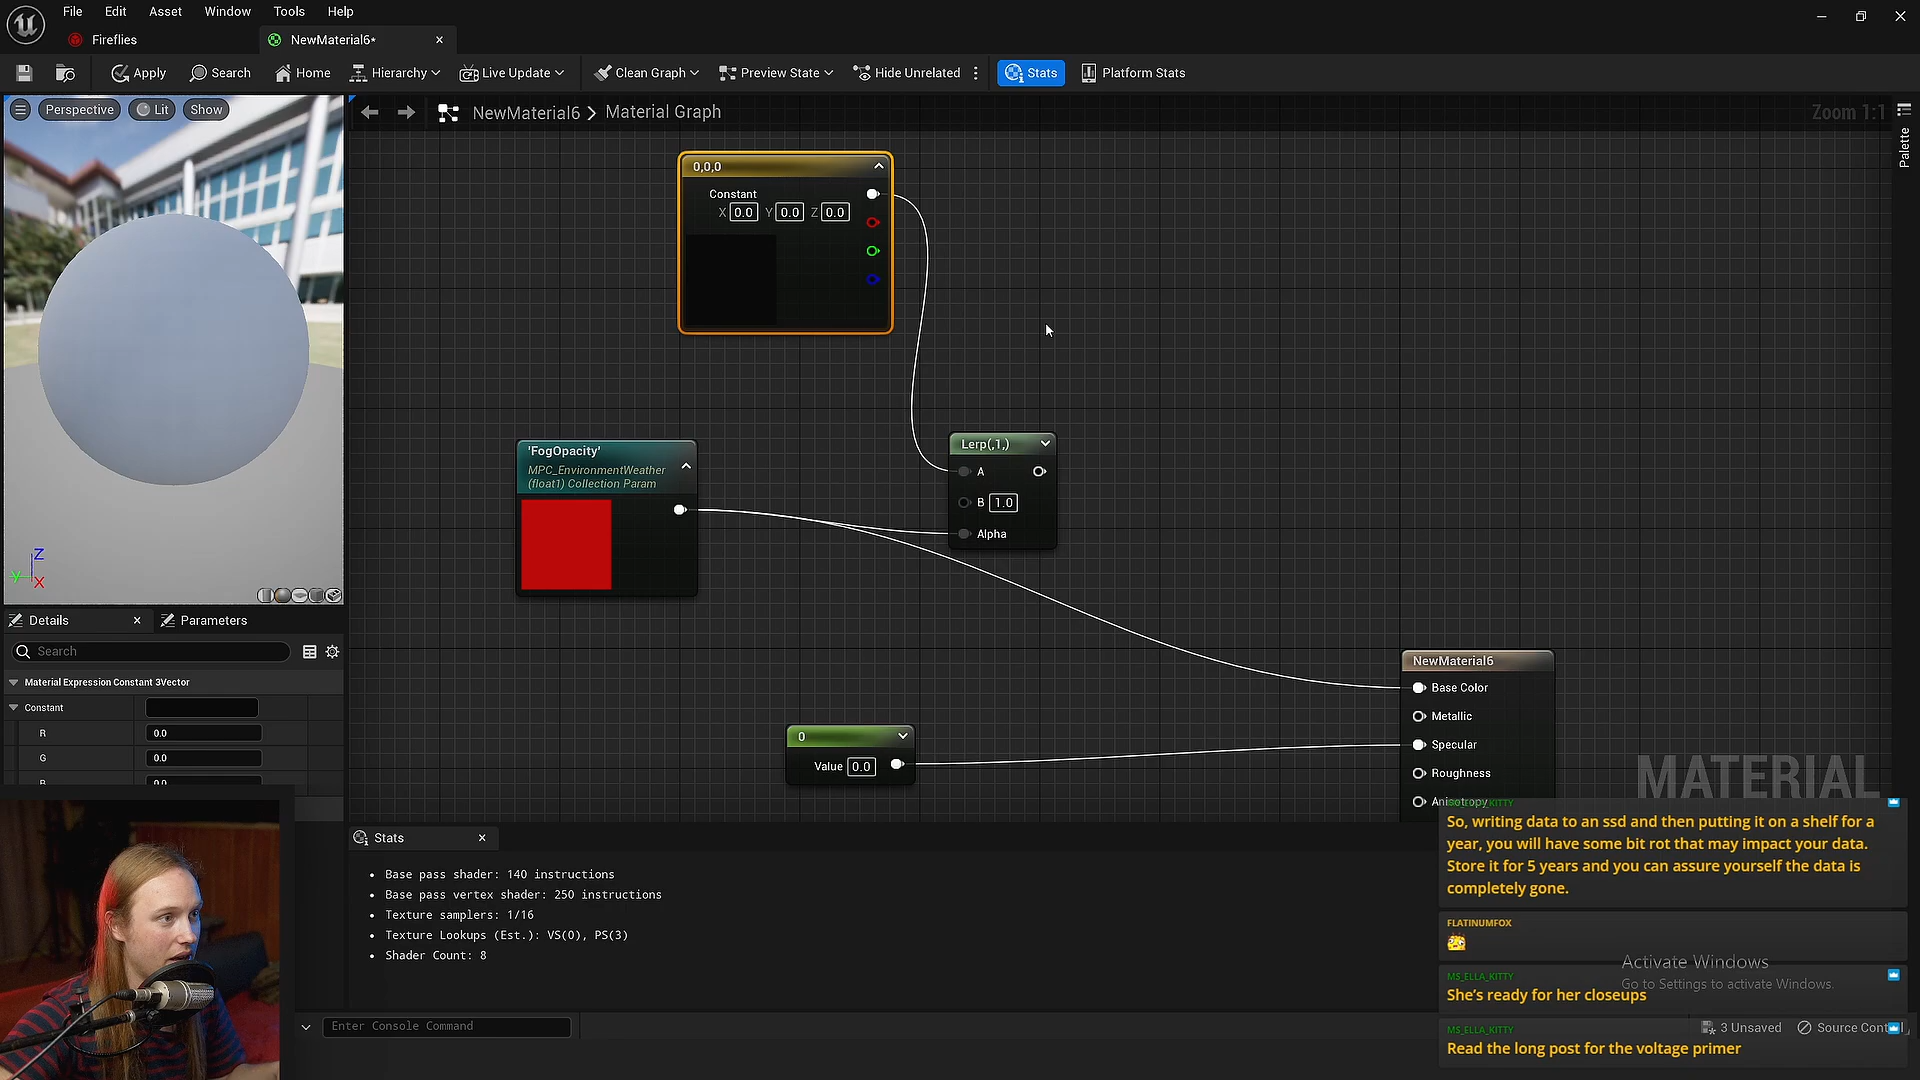 File Edit Asset Window Tools Help
Fireflies
NewMaterial6*
Apply Search Home Hierarchy Live Update Clean Graph Preview State Hide Unrelated Stats Platform Stats
Perspective Lit Show
NewMaterial6 > Material Graph
Zoom 1:1
Palette
0,0,0
Constant
X 0.0 Y 0.0 Z 0.0
'FogOpacity'
MPC_EnvironmentWeather
(float1) Collection Param
Lerp(,1,)
A
B 1.0
Alpha
Z
Y
X
Details
Parameters
Search
Material Expression Constant 3Vector
Constant
R 0.0
G 0.0
B 0.0
0
Value 0.0
NewMaterial6
Base Color
Metallic
Specular
Roughness
Anisotropy
MATERIAL
Stats
Base pass shader: 140 instructions
Base pass vertex shader: 250 instructions
Texture samplers: 1/16
Texture Lookups (Est.): VS(0), PS(3)
Shader Count: 8
Enter Console Command
MS_ELLA_KITTY
So, writing data to an ssd and then putting it on a shelf for a
year, you will have some bit rot that may impact your data.
Store it for 5 years and you can assure yourself the data is
completely gone.
FLATINUMFOX
Activate Windows
Go to Settings to activate Windows.
MS_ELLA_KITTY
She's ready for her closeups
MS_ELLA_KITTY
Read the long post for the voltage primer
3 Unsaved
Source Cont